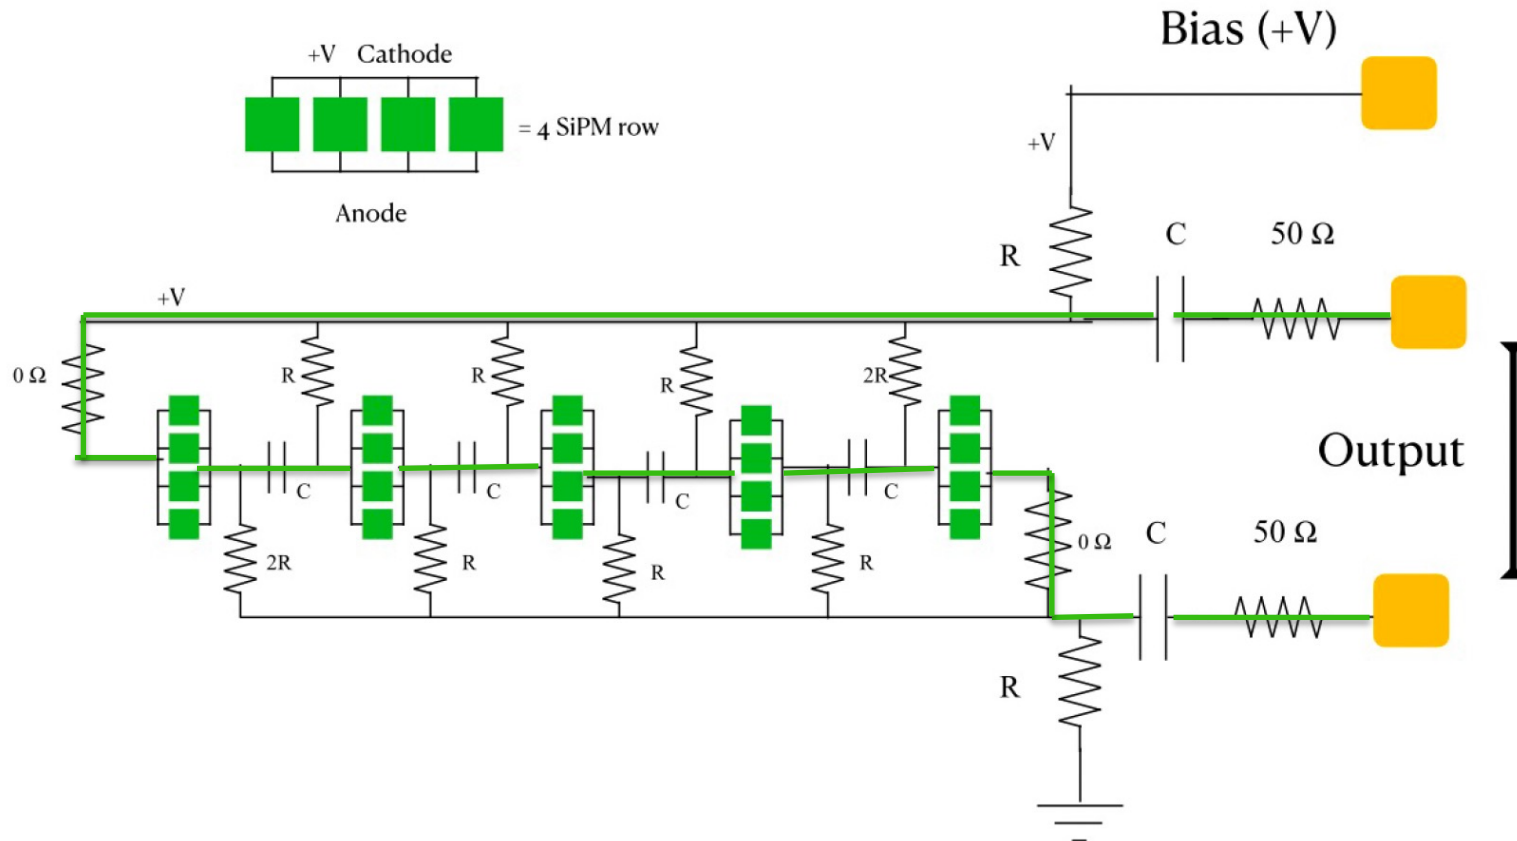 Bias (+V)
+V Cathode
= 4 SiPM row
+V
Anode
C
50 Ω
R
+V
0 Ω
R
R
R
2R
Output
C
C
C
C
2R
R
R
R
0 Ω
C
50 Ω
R